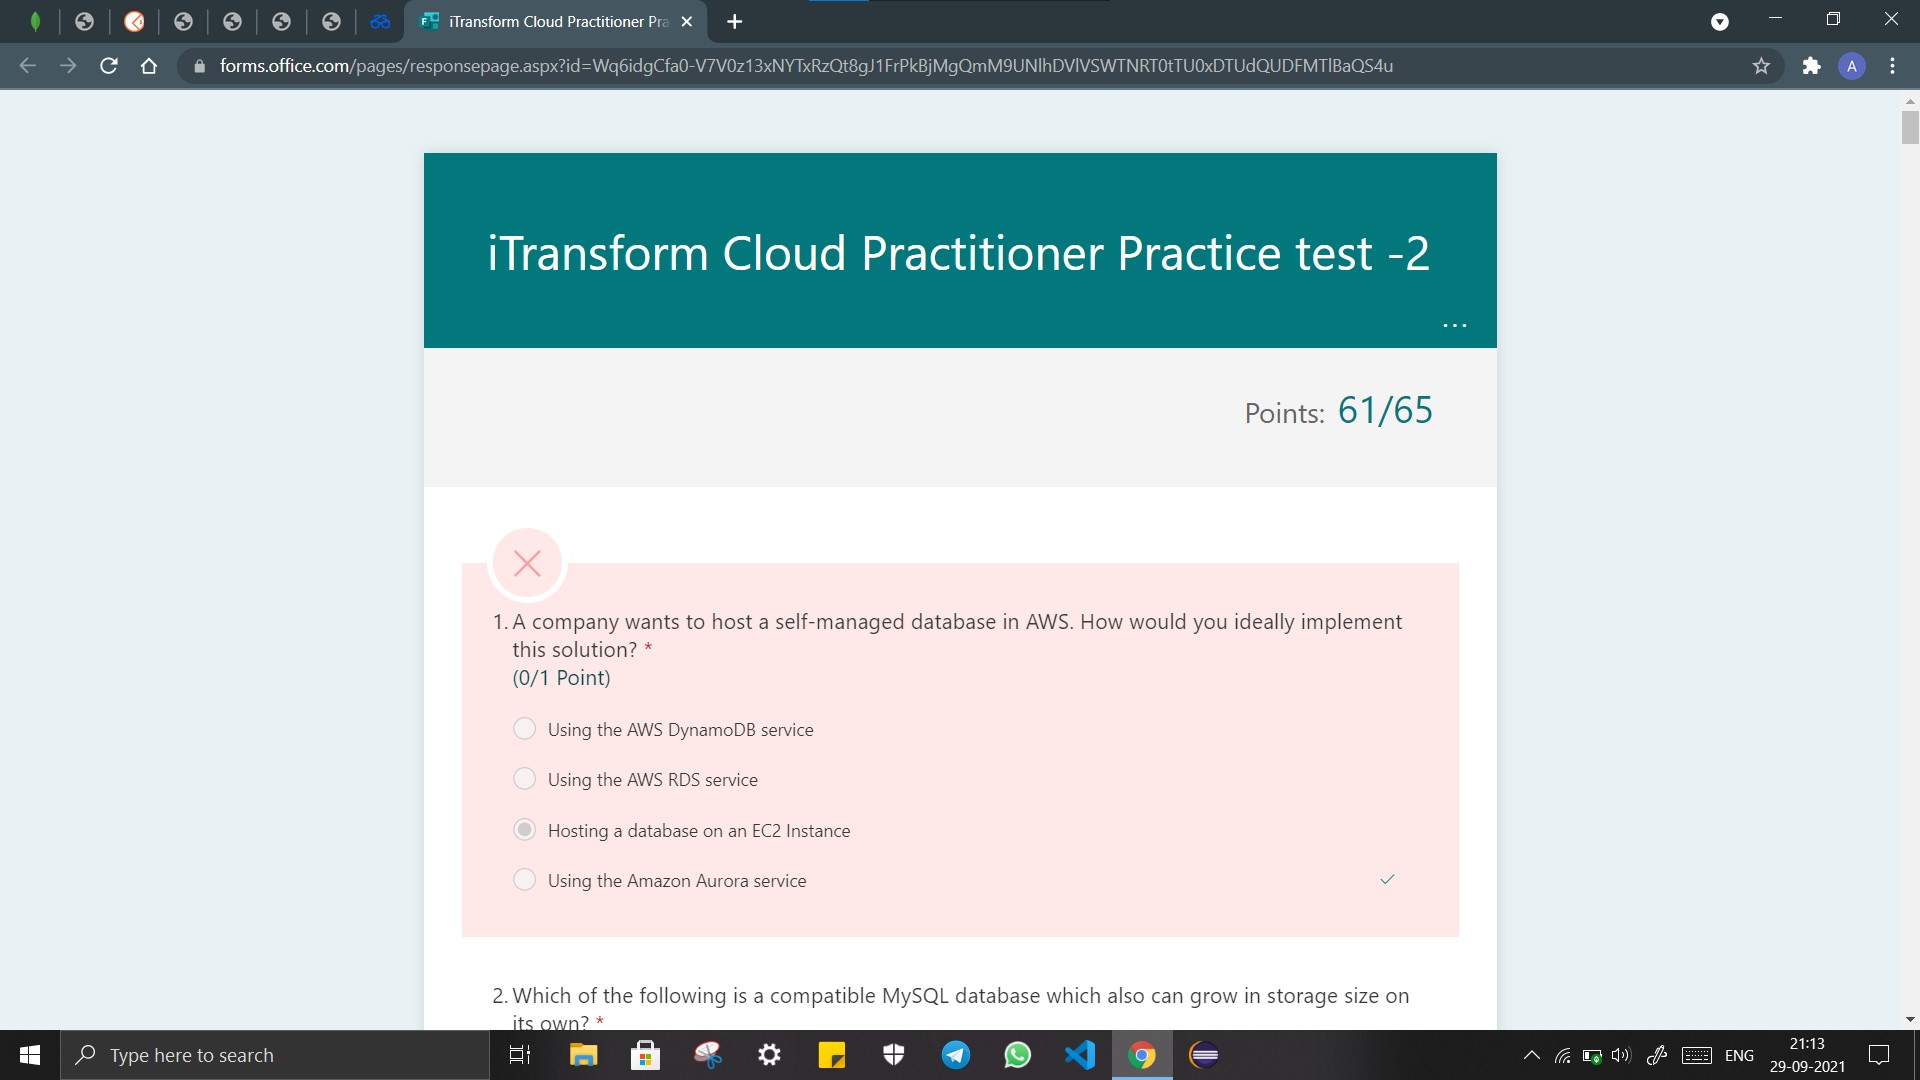 iTransform Cloud Practitioner Pra
forms.office.com/pages/responsepage.aspx?id=Wq6idgCfa0-V7V0z13xNYTxRzQt8gJ1FrPkBjMgQmM9UNlhDVlVSWTNRT0tTU0xDTUdQUDFMTlBaQS4u
A
iTransform Cloud Practitioner Practice test -2
...
Points: 61/65
1. A company wants to host a self-managed database in AWS. How would you ideally implement
this solution? *
(0/1 Point)
Using the AWS DynamoDB service
Using the AWS RDS service
Hosting a database on an EC2 Instance
Using the Amazon Aurora service
2. Which of the following is a compatible MySQL database which also can grow in storage size on
its own? *
Type here to search
ENG
21:13
29-09-2021